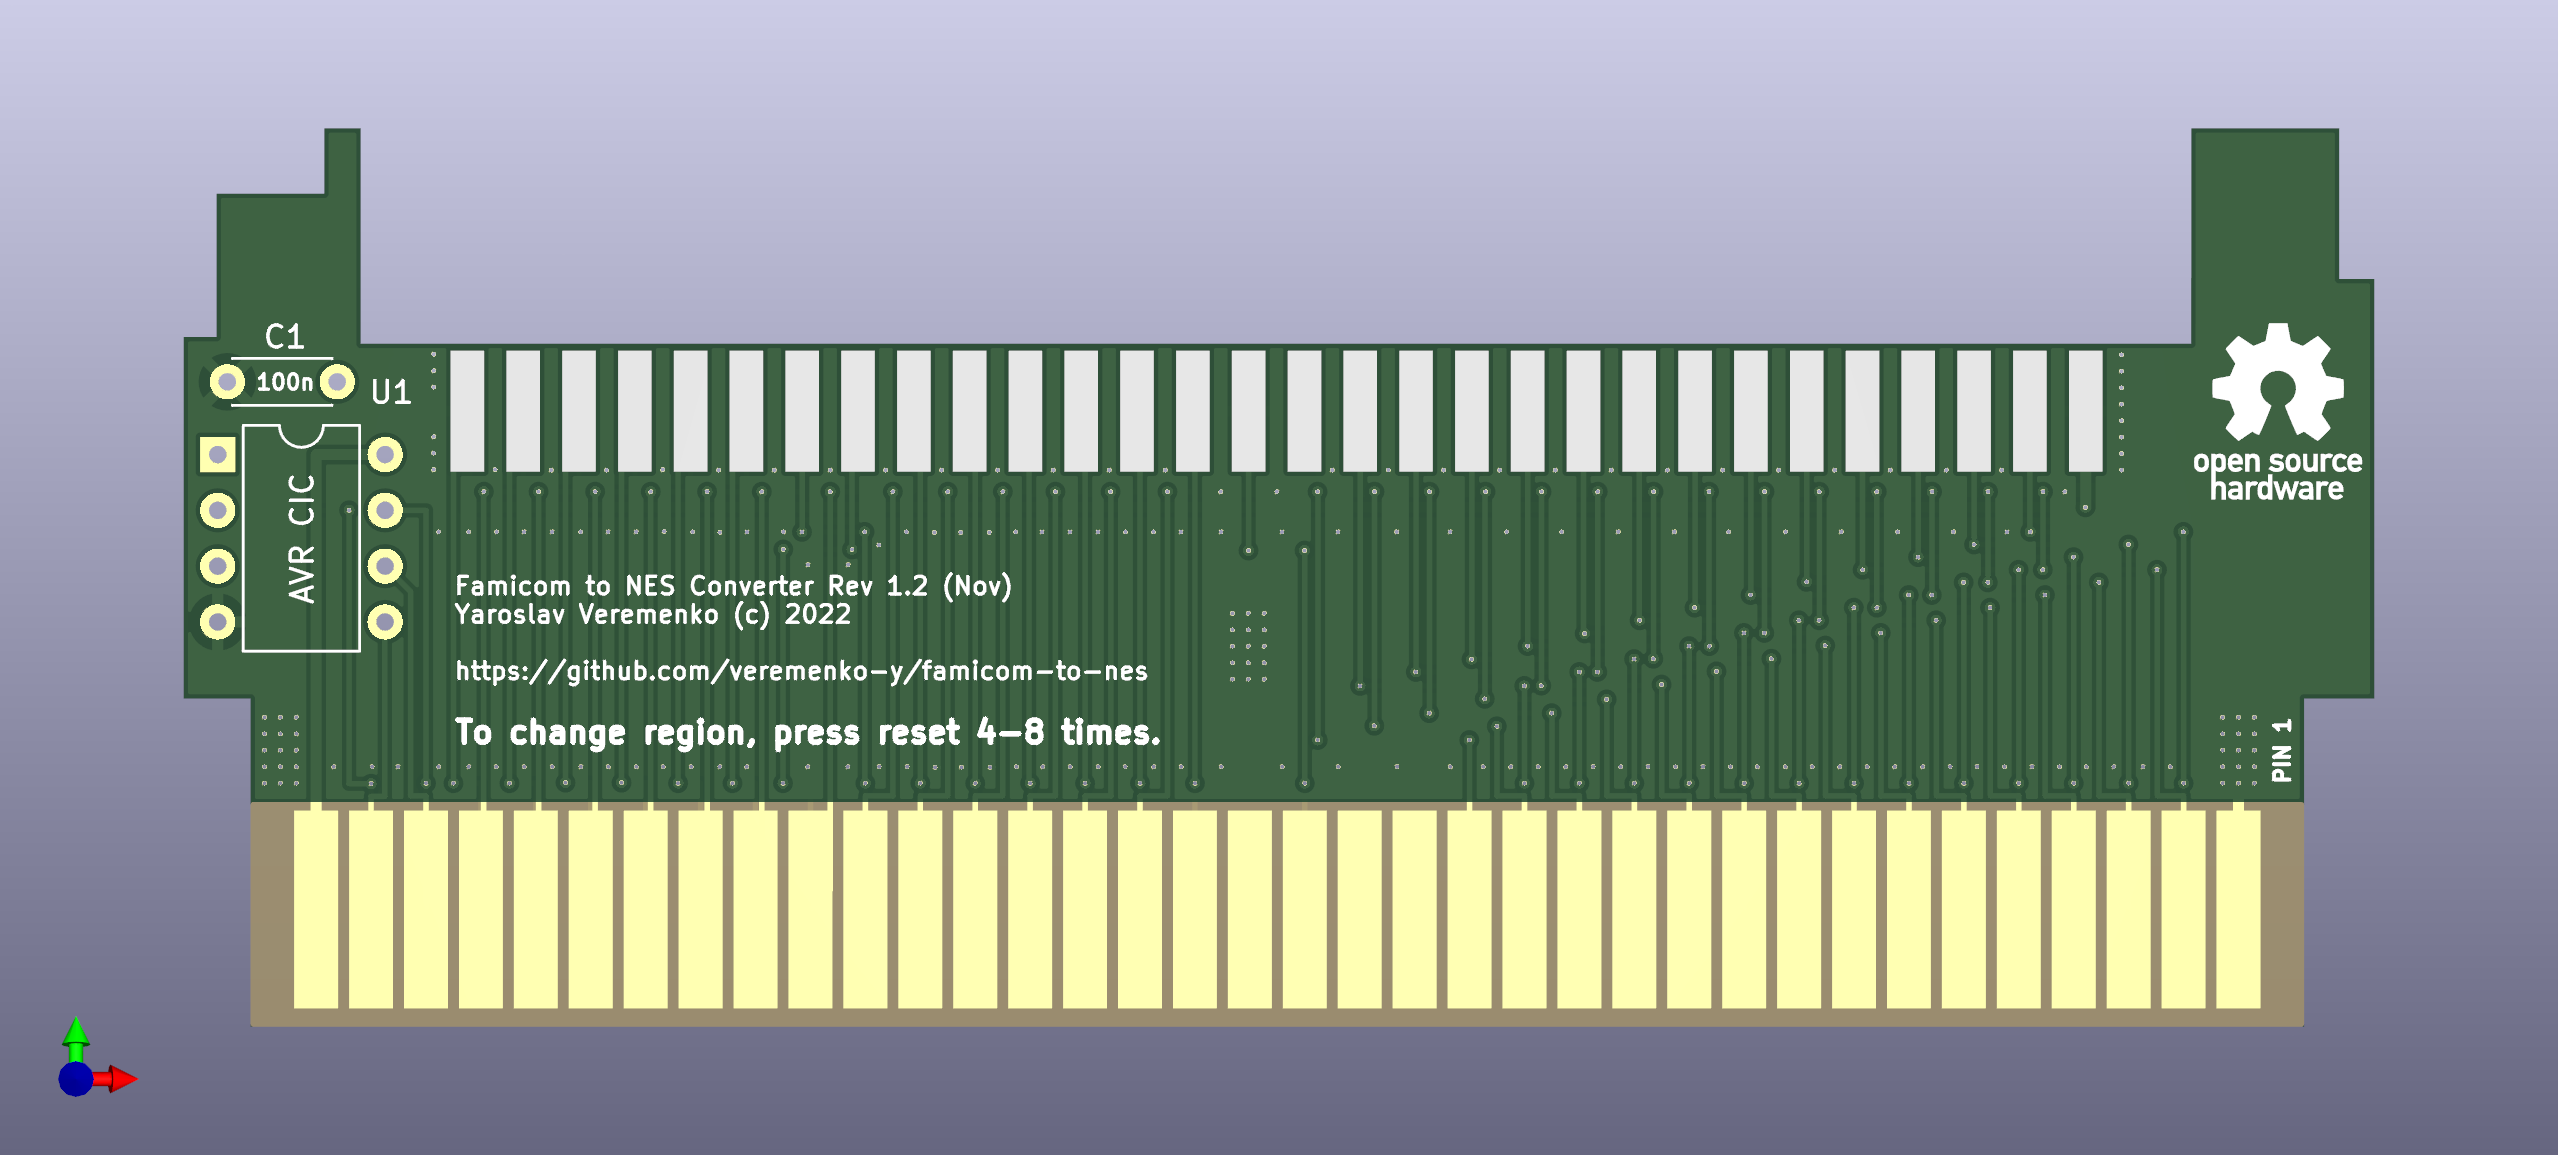 C1
100n
U1
AVR CIC
open source
hardware
Famicom to NES Converter Rev 1.2 (Nov)
Yaroslav Veremenko (c) 2022
https://github.com/veremenko-y/famicom-to-nes
To change region, press reset 4-8 times.
PIN 1